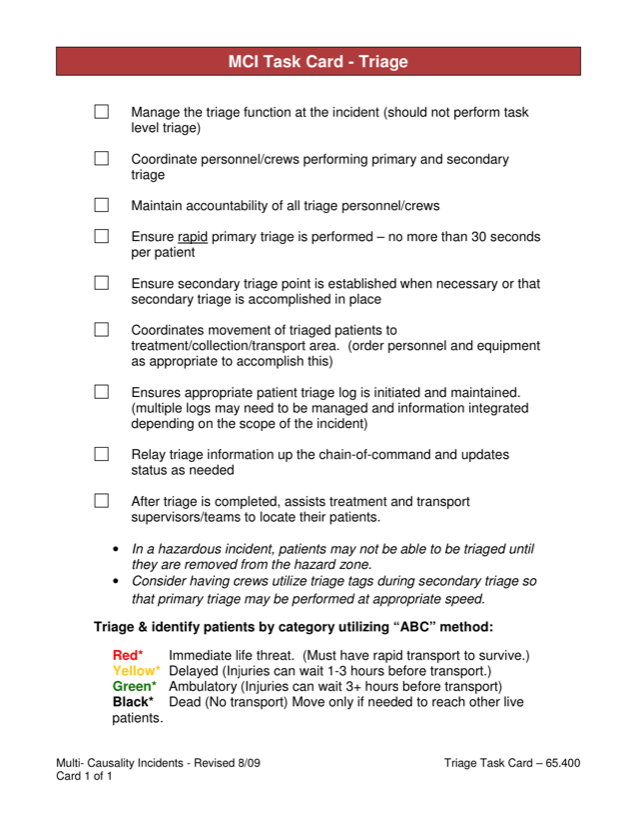 MCI Task Card - Triage
Manage the triage function at the incident (should not perform task
level triage)
Coordinate personnel/crews performing primary and secondary
triage
Maintain accountability of all triage personnel/crews
Ensure rapid primary triage is performed – no more than 30 seconds
per patient
Ensure secondary triage point is established when necessary or that
secondary triage is accomplished in place
Coordinates movement of triaged patients to
treatment/collection/transport area.  (order personnel and equipment
as appropriate to accomplish this)
Ensures appropriate patient triage log is initiated and maintained.
(multiple logs may need to be managed and information integrated
depending on the scope of the incident)
Relay triage information up the chain-of-command and updates
status as needed
After triage is completed, assists treatment and transport
supervisors/teams to locate their patients.
• In a hazardous incident, patients may not be able to be triaged until
they are removed from the hazard zone.
• Consider having crews utilize triage tags during secondary triage so
that primary triage may be performed at appropriate speed.
Triage & identify patients by category utilizing “ABC” method:
Red* Immediate life threat.  (Must have rapid transport to survive.)
Yellow* Delayed (Injuries can wait 1-3 hours before transport.)
Green* Ambulatory (Injuries can wait 3+ hours before transport)
Black* Dead (No transport) Move only if needed to reach other live
patients.
Multi- Causality Incidents - Revised 8/09 Triage Task Card – 65.400
Card 1 of 1